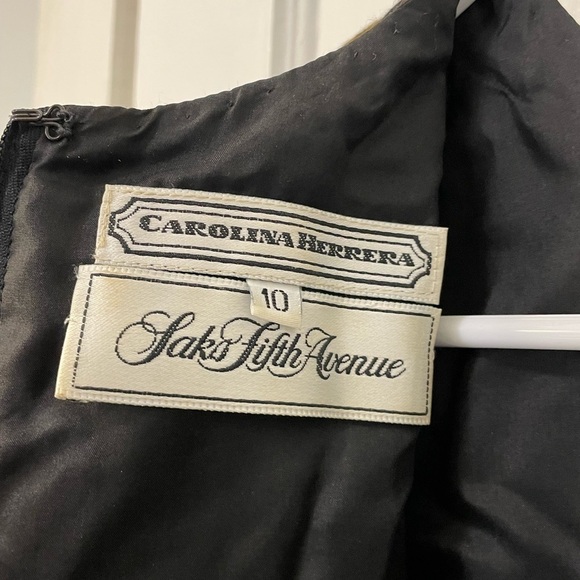 CAROLINA HERRERA
10
Saks Fifth Avenue